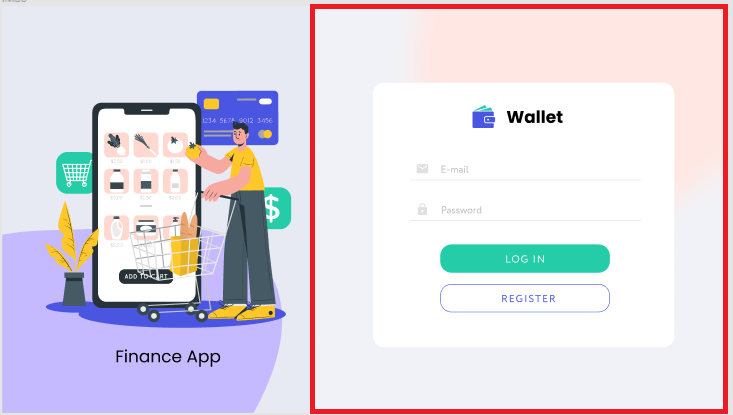 1234 5678 9012 3456
ADD TO CART
Finance App
Wallet
E-mail
Password
LOG IN
REGISTER